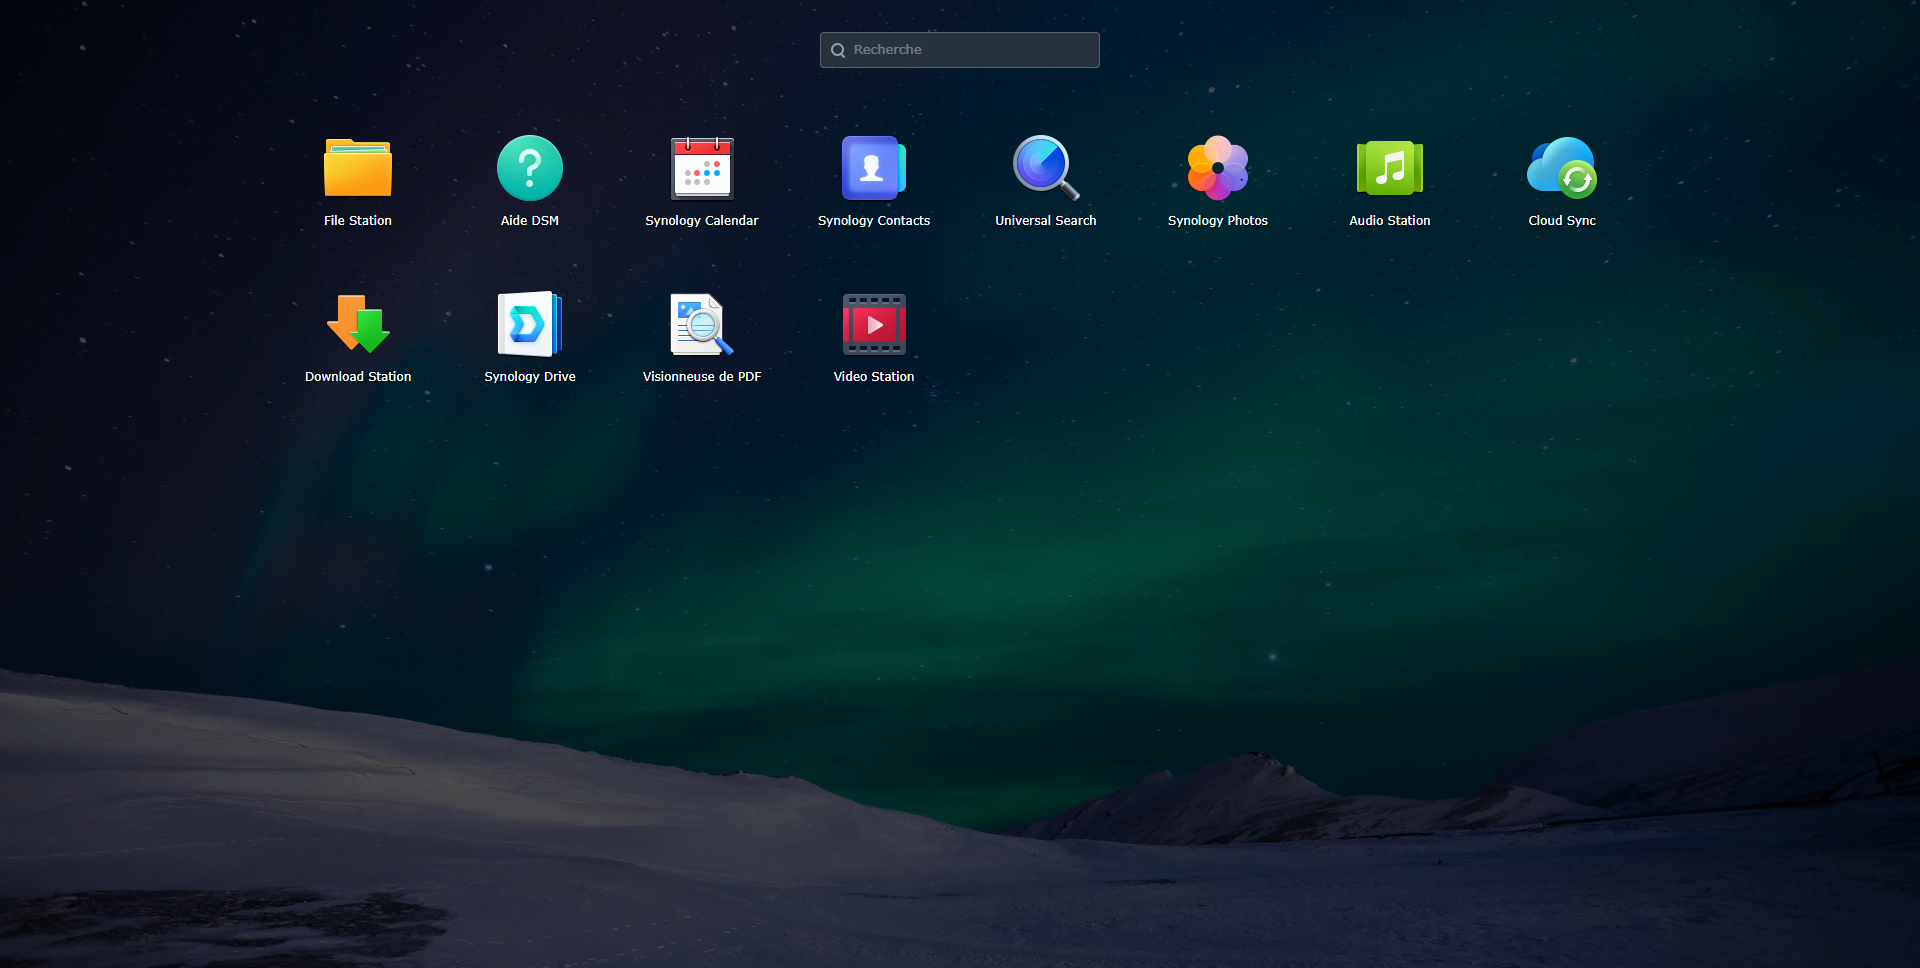 Recherche
File Station
Aide DSM
Synology Calendar
Synology Contacts
Universal Search
Synology Photos
Audio Station
Cloud Sync
Download Station
Synology Drive
Visionneuse de PDF
Video Station